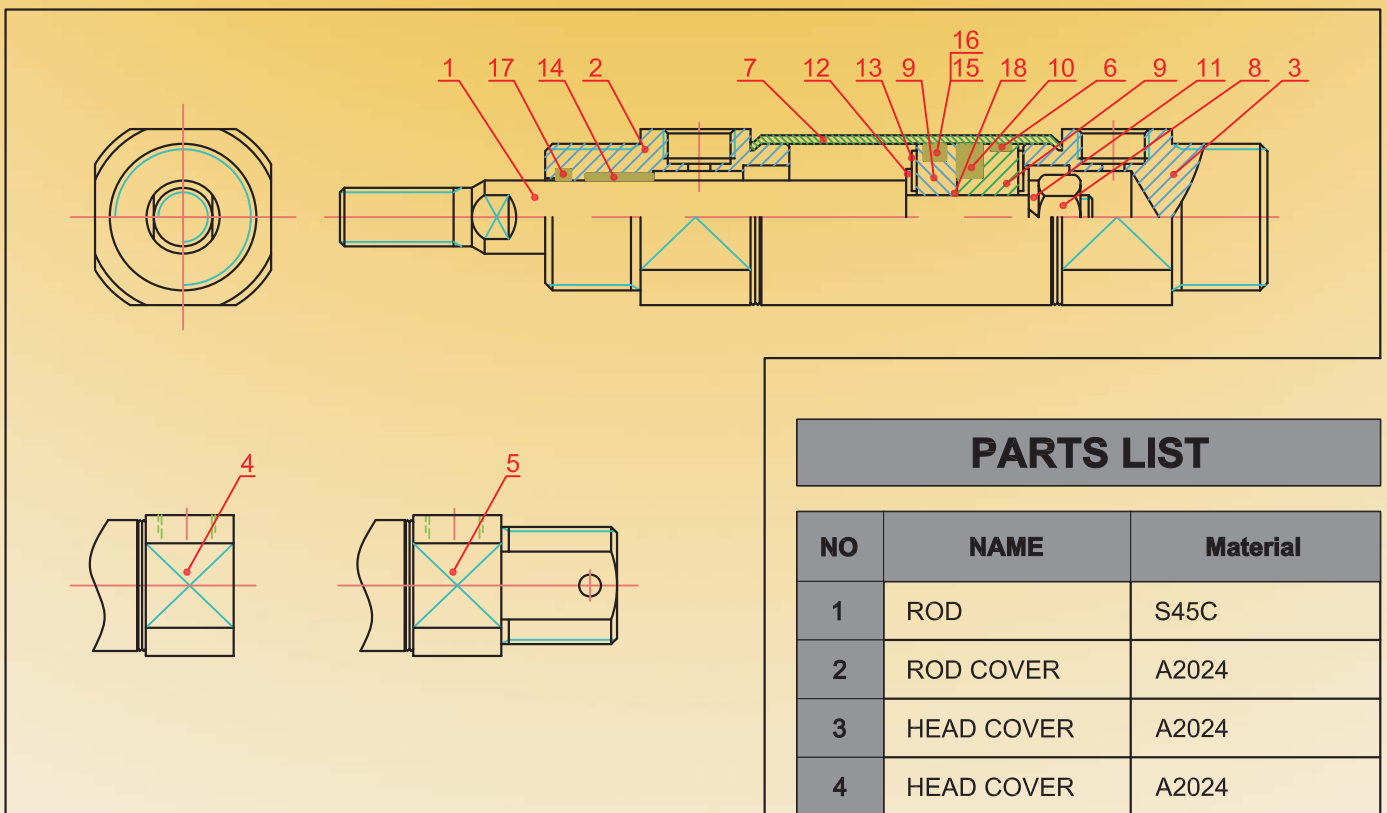 16
1 17 14 2 7 12 13 9 15 18 10 6 9 11 8 3
4 5
PARTS LIST
NO NAME Material
1 ROD S45C
2 ROD COVER A2024
3 HEAD COVER A2024
4 HEAD COVER A2024